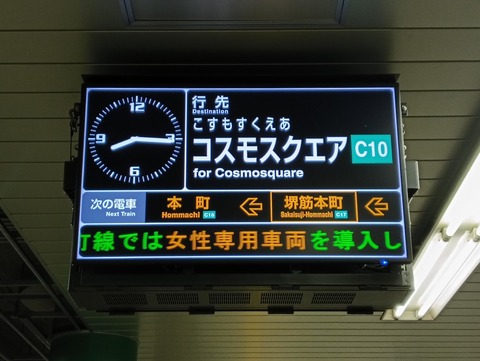 12
9
3
6
行先
Destination
こすもすくえあ
コスモスクエア C10
for Cosmosquare
次の電車
Next Train
本町
Hommachi C16
堺筋本町
Sakaisuji-Hommachi C17
町線では女性専用車両を導入し